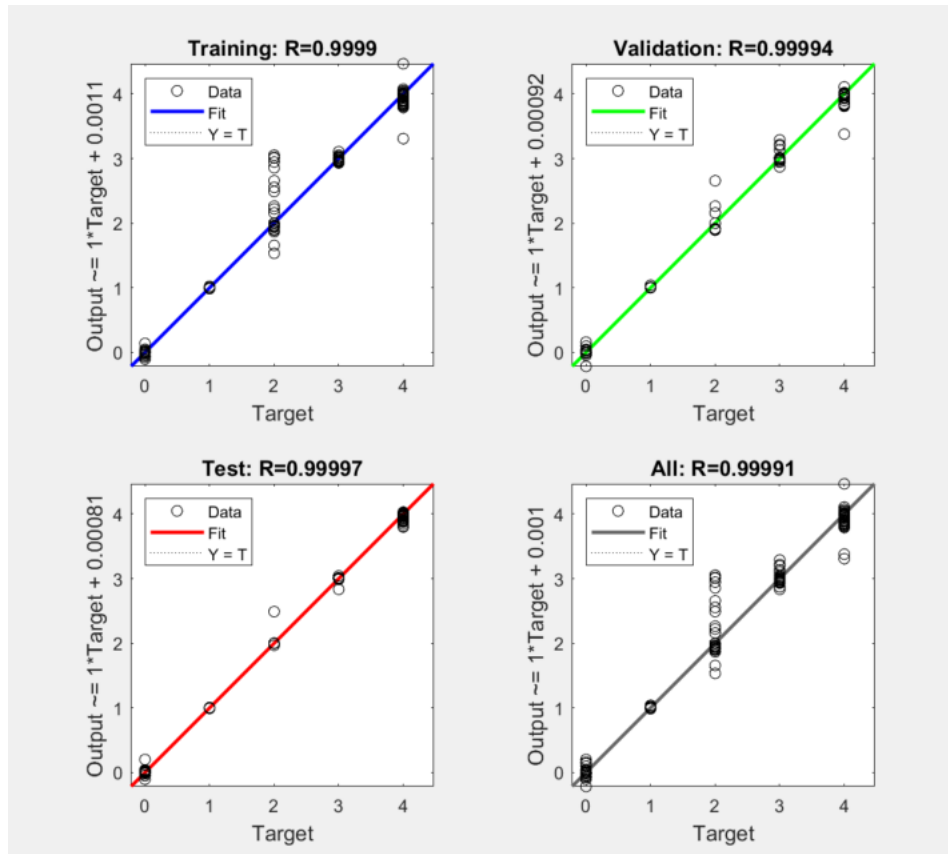 Training: R=0.9999
Output ~= 1*Target + 0.0011
Data
Fit
Y = T
4
3
2
1
0
0 1 2 3 4
Target
Validation: R=0.99994
Output ~= 1*Target + 0.00092
Data
Fit
Y = T
4
3
2
1
0
0 1 2 3 4
Target
Test: R=0.99997
Output ~= 1*Target + 0.00081
Data
Fit
Y = T
4
3
2
1
0
0 1 2 3 4
Target
All: R=0.99991
Output ~= 1*Target + 0.001
Data
Fit
Y = T
4
3
2
1
0
0 1 2 3 4
Target